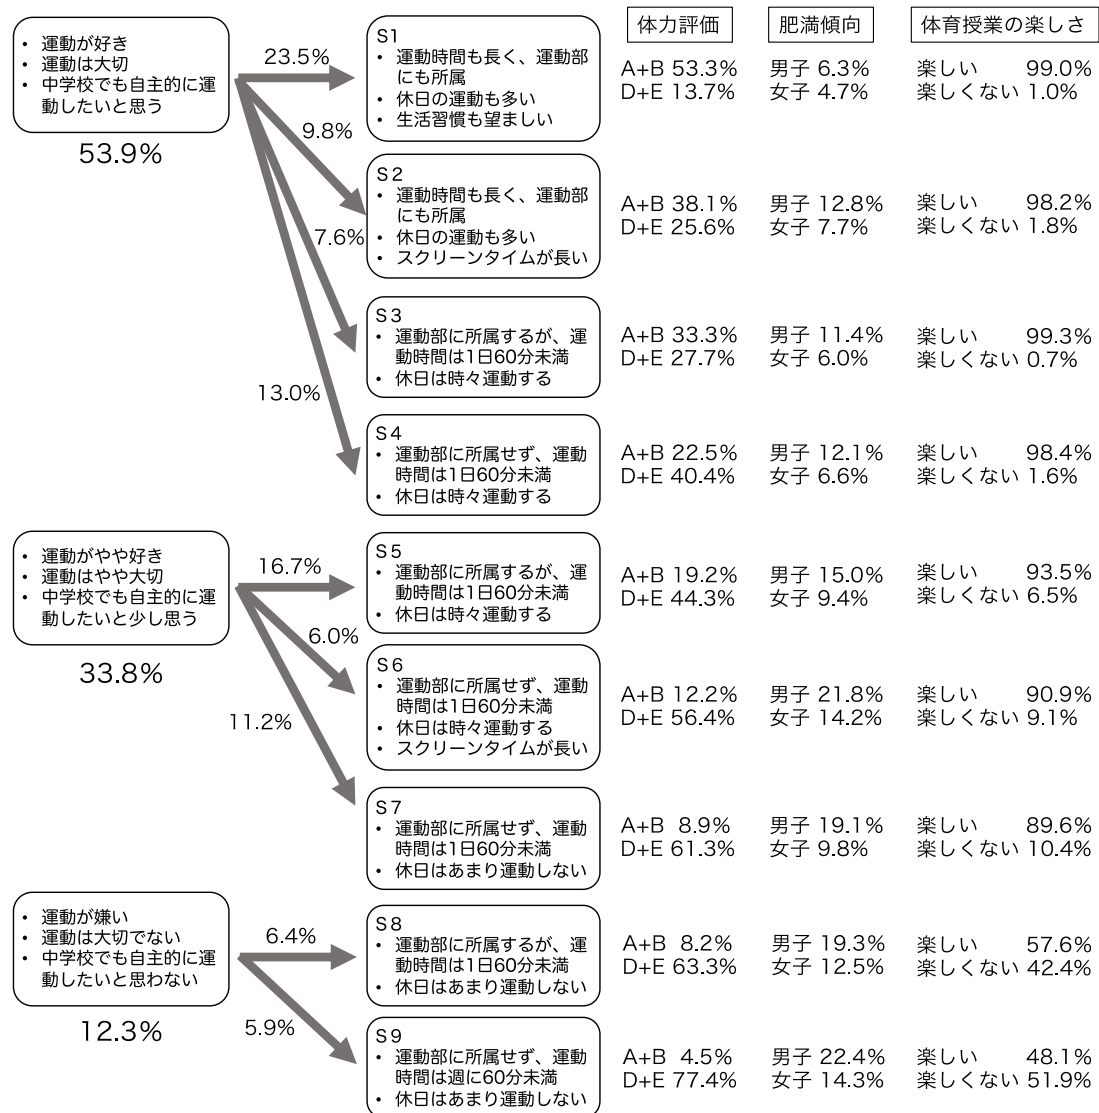 体力評価 肥満傾向 体育授業の楽しさ
• 運動が好き
• 運動は大切
• 中学校でも自主的に運
動したいと思う
53.9%
23.5%
9.8%
7.6%
13.0%
S1
• 運動時間も長く、運動部
にも所属
• 休日の運動も多い
• 生活習慣も望ましい
A+B 53.3% 男子 6.3% 楽しい 99.0%
D+E 13.7% 女子 4.7% 楽しくない 1.0%
S2
• 運動時間も長く、運動部
にも所属
• 休日の運動も多い
• スクリーンタイムが長い
A+B 38.1% 男子 12.8% 楽しい 98.2%
D+E 25.6% 女子 7.7% 楽しくない 1.8%
S3
• 運動部に所属するが、運
動時間は1日60分未満
• 休日は時々運動する
A+B 33.3% 男子 11.4% 楽しい 99.3%
D+E 27.7% 女子 6.0% 楽しくない 0.7%
S4
• 運動部に所属せず、運動
時間は1日60分未満
• 休日は時々運動する
A+B 22.5% 男子 12.1% 楽しい 98.4%
D+E 40.4% 女子 6.6% 楽しくない 1.6%
• 運動がやや好き
• 運動はやや大切
• 中学校でも自主的に運
動したいと少し思う
33.8%
16.7%
6.0%
11.2%
S5
• 運動部に所属するが、運
動時間は1日60分未満
• 休日は時々運動する
A+B 19.2% 男子 15.0% 楽しい 93.5%
D+E 44.3% 女子 9.4% 楽しくない 6.5%
S6
• 運動部に所属せず、運動
時間は1日60分未満
• 休日は時々運動する
• スクリーンタイムが長い
A+B 12.2% 男子 21.8% 楽しい 90.9%
D+E 56.4% 女子 14.2% 楽しくない 9.1%
S7
• 運動部に所属せず、運動
時間は1日60分未満
• 休日はあまり運動しない
A+B 8.9% 男子 19.1% 楽しい 89.6%
D+E 61.3% 女子 9.8% 楽しくない 10.4%
• 運動が嫌い
• 運動は大切でない
• 中学校でも自主的に運
動したいと思わない
12.3%
6.4%
5.9%
S8
• 運動部に所属するが、運
動時間は1日60分未満
• 休日はあまり運動しない
A+B 8.2% 男子 19.3% 楽しい 57.6%
D+E 63.3% 女子 12.5% 楽しくない 42.4%
S9
• 運動部に所属せず、運動
時間は週に60分未満
• 休日はあまり運動しない
A+B 4.5% 男子 22.4% 楽しい 48.1%
D+E 77.4% 女子 14.3% 楽しくない 51.9%